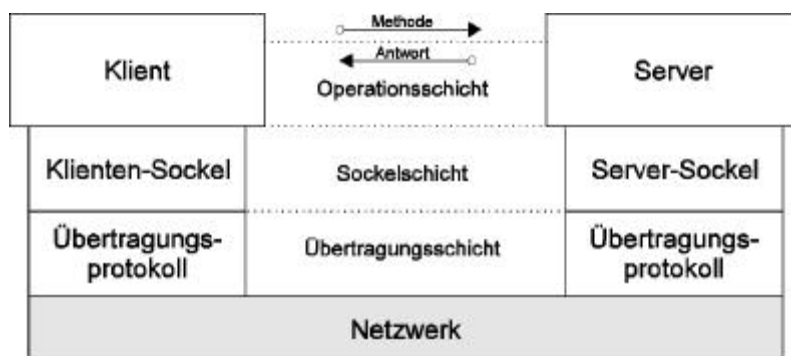 Methode
Klient
Antwort
Server
Operationsschicht
Klienten-Sockel
Sockelschicht
Server-Sockel
Übertragungs-
protokoll
Übertragungsschicht
Übertragungs-
protokoll
Netzwerk